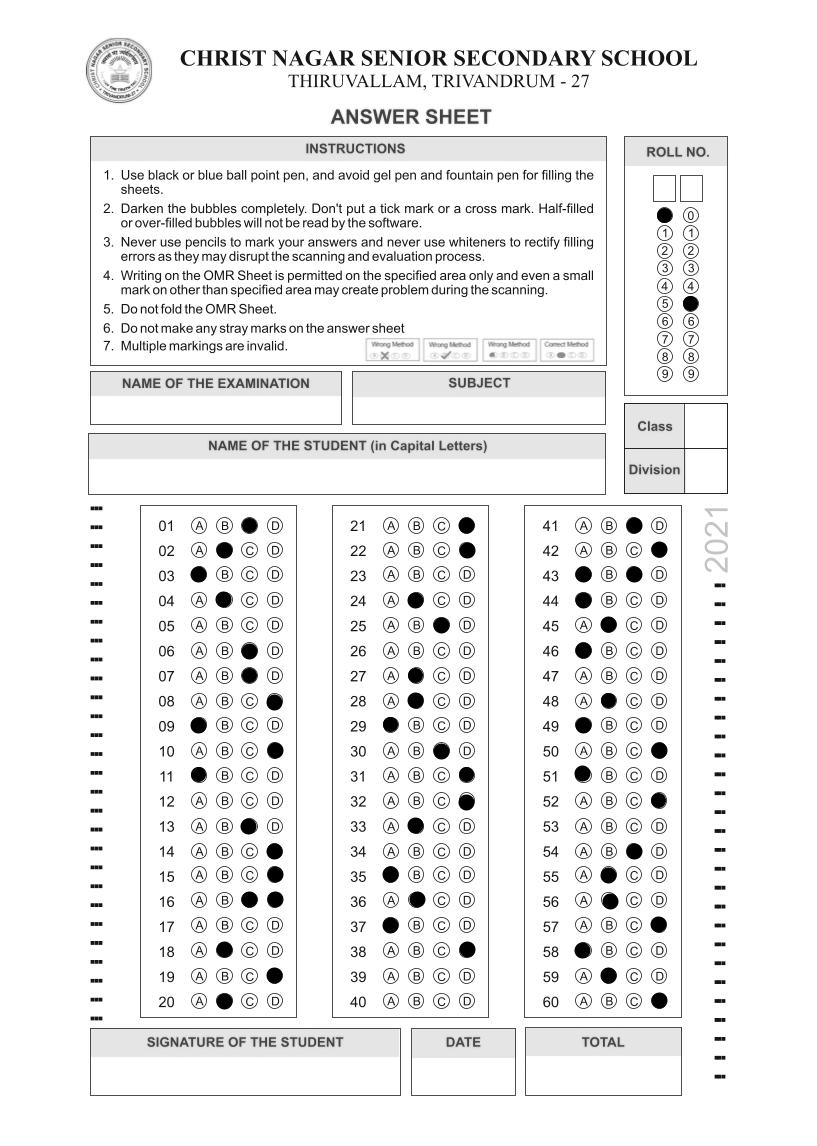 CHRIST NAGAR SENIOR SECONDARY SCHOOL
THIRUVALLAM, TRIVANDRUM - 27
ANSWER SHEET
INSTRUCTIONS
1. Use black or blue ball point pen, and avoid gel pen and fountain pen for filling the
sheets.
2. Darken the bubbles completely. Don't put a tick mark or a cross mark. Half-filled
or over-filled bubbles will not be read by the software.
3. Never use pencils to mark your answers and never use whiteners to rectify filling
errors as they may disrupt the scanning and evaluation process.
4. Writing on the OMR Sheet is permitted on the specified area only and even a small
mark on other than specified area may create problem during the scanning.
5. Do not fold the OMR Sheet.
6. Do not make any stray marks on the answer sheet
7. Multiple markings are invalid.
Wrong Method Wrong Method Wrong Method Correct Method
ROLL NO.
0
1 1
2 2
3 3
4 4
5
6 6
7 7
8 8
9 9
NAME OF THE EXAMINATION
SUBJECT
Class
Division
NAME OF THE STUDENT (in Capital Letters)
2021
01 A B D
02 A C D
03 B C D
04 A C D
05 A B C D
06 A B D
07 A B D
08 A B C
09 B C D
10 A B C
11 B C D
12 A B C D
13 A B D
14 A B C
15 A B C
16 A B
17 A B C D
18 A C D
19 A B C
20 A C D
21 A B C
22 A B C
23 A B C D
24 A C D
25 A B D
26 A B C D
27 A C D
28 A C D
29 B C D
30 A B D
31 A B C
32 A B C
33 A C D
34 A B C D
35 B C D
36 A C D
37 B C D
38 A B C
39 A B C D
40 A B C D
41 A B D
42 A B C
43 B D
44 B C D
45 A C D
46 B C D
47 A B C D
48 A C D
49 B C D
50 A B C
51 B C D
52 A B C
53 A B C D
54 A B D
55 A C D
56 A C D
57 A B C
58 B C D
59 A C D
60 A B C
SIGNATURE OF THE STUDENT
DATE
TOTAL